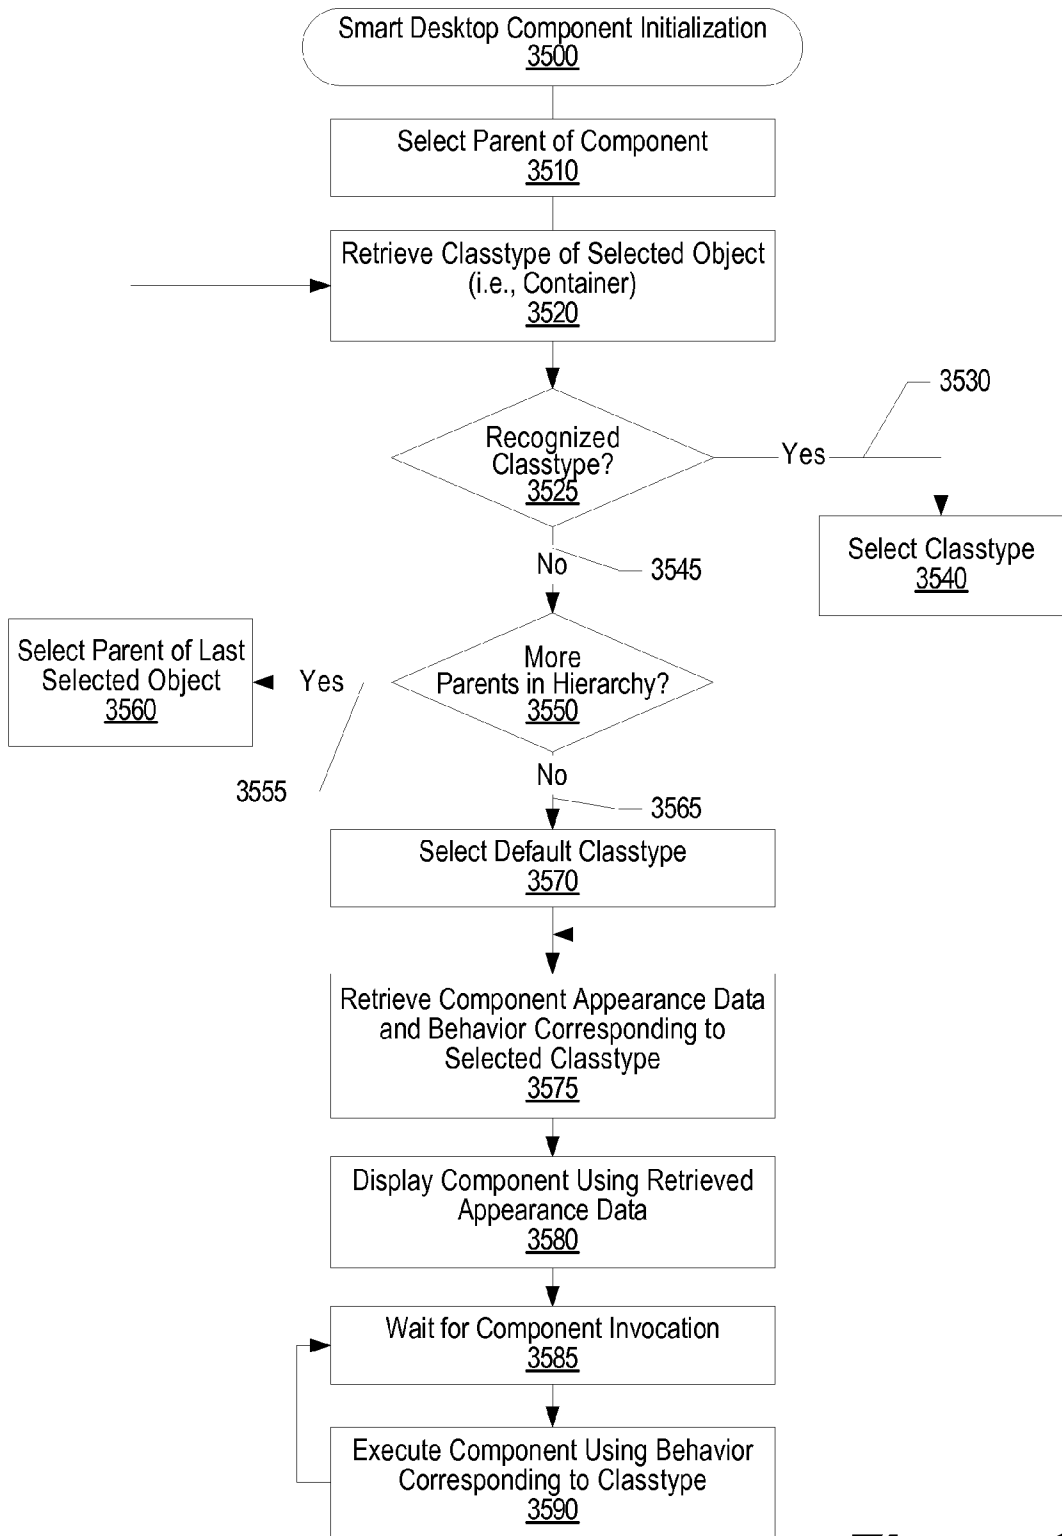 Smart Desktop Component Initialization
3500
Select Parent of Component
3510
Retrieve Classtype of Selected Object
(i.e., Container)
3520
3530
Recognized
Classtype?
3525
Yes
Select Classtype
3540
No
3545
More
Parents in Hierarchy?
3550
Select Parent of Last
Selected Object
3560
Yes
3555
No
3565
Select Default Classtype
3570
Retrieve Component Appearance Data
and Behavior Corresponding to
Selected Classtype
3575
Display Component Using Retrieved
Appearance Data
3580
Wait for Component Invocation
3585
Execute Component Using Behavior
Corresponding to Classtype
3590